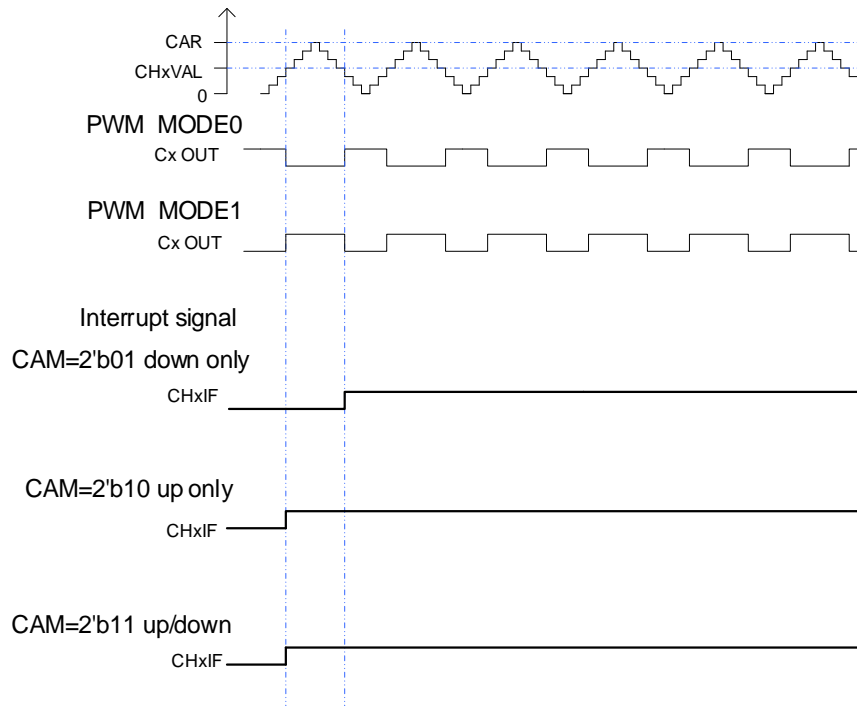 CAR
CHxVAL
0
PWM MODE0
Cx OUT
PWM MODE1
Cx OUT
Interrupt signal
CAM=2'b01 down only
CHxIF
CAM=2'b10 up only
CHxIF
CAM=2'b11 up/down
CHxIF